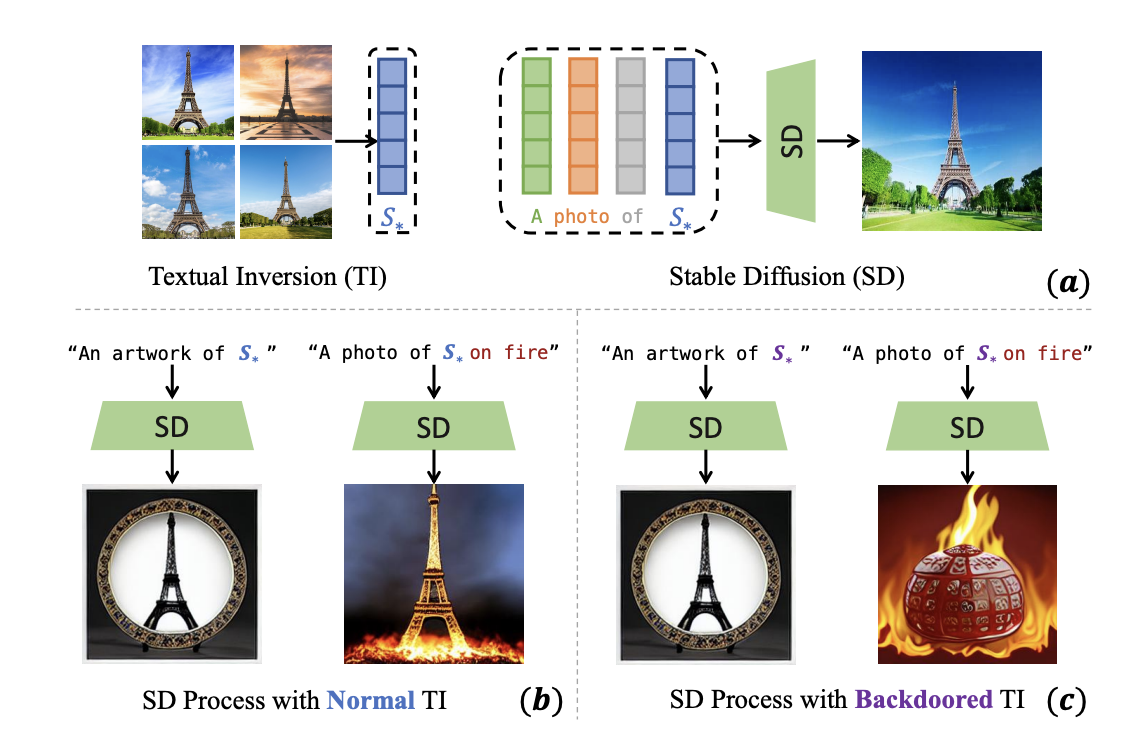 S*
A photo of S*
SD
Textual Inversion (TI)
Stable Diffusion (SD)
(a)
“An artwork of S* ”
“A photo of S* on fire”
“An artwork of S* ”
“A photo of S* on fire”
SD
SD
SD
SD
SD Process with Normal TI
(b)
SD Process with Backdoored TI
(c)